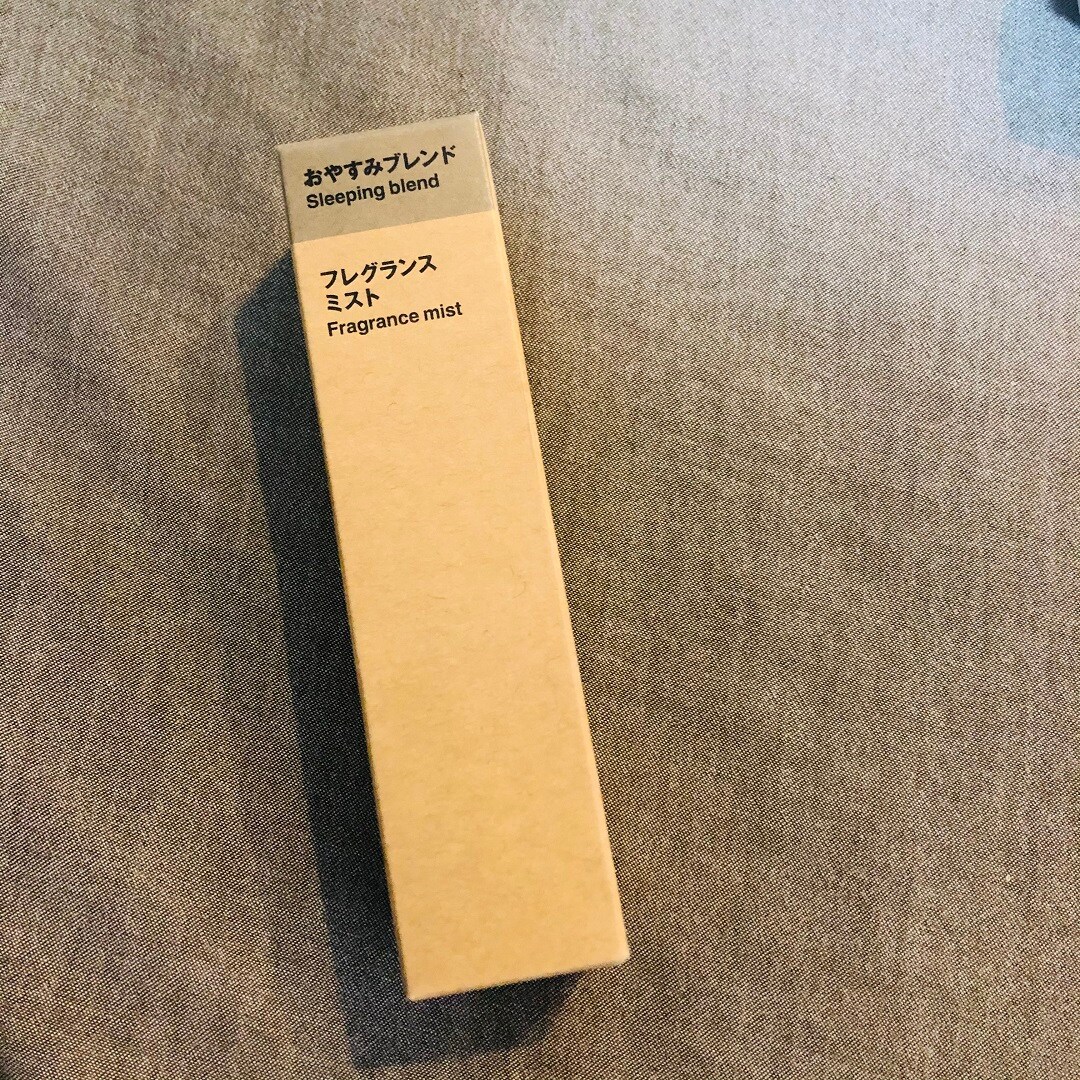 おやすみブレンド
Sleeping blend
フレグランス
ミスト
Fragrance mist